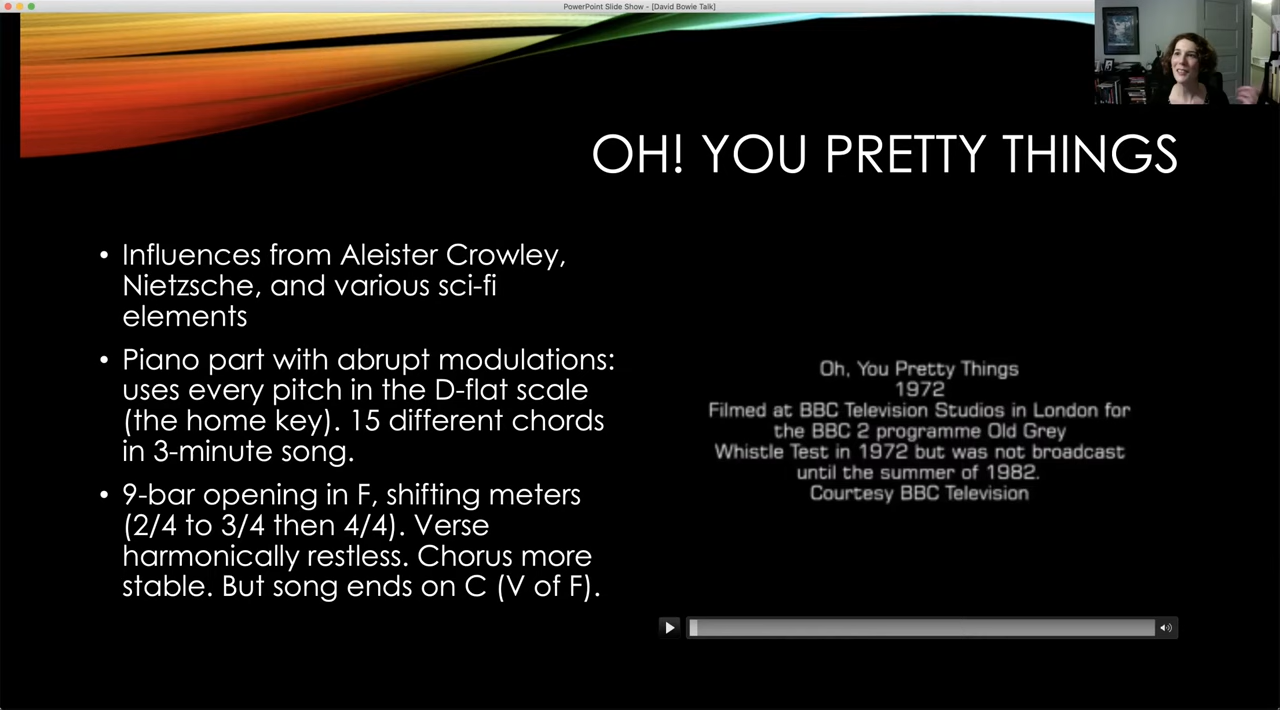 PowerPoint Slide Show - [David Bowie Talk]
OH! YOU PRETTY THINGS
• Influences from Aleister Crowley,
Nietzsche, and various sci-fi
elements
• Piano part with abrupt modulations:
uses every pitch in the D-flat scale
(the home key). 15 different chords
in 3-minute song.
• 9-bar opening in F, shifting meters
(2/4 to 3/4 then 4/4). Verse
harmonically restless. Chorus more
stable. But song ends on C (V of F).
Oh, You Pretty Things
1972
Filmed at BBC Television Studios in London for
the BBC 2 programme Old Grey
Whistle Test in 1972 but was not broadcast
until the summer of 1982.
Courtesy BBC Television